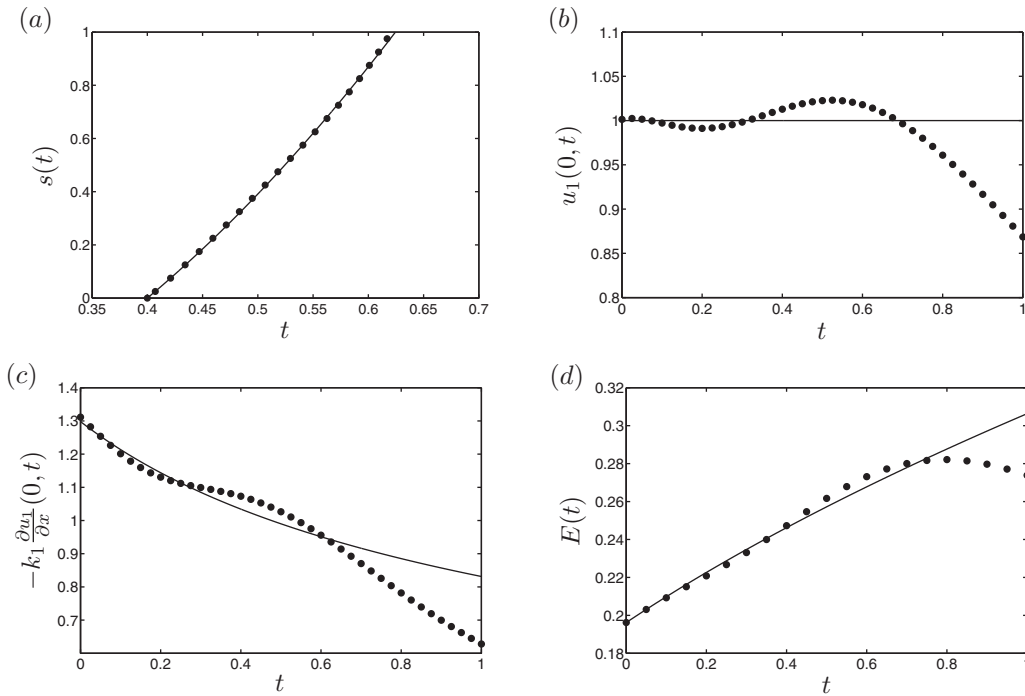 (a)
1
0.8
0.6
0.4
0.2
0
0.35 0.4 0.45 0.5 0.55 0.6 0.65 0.7
s(t)
t
(b)
1.1
1.05
1
0.95
0.9
0.85
0.8
0 0.2 0.4 0.6 0.8 1
u₁(0, t)
t
(c)
1.4
1.3
1.2
1.1
1
0.9
0.8
0.7
0 0.2 0.4 0.6 0.8 1
−k₁ ∂u₁/∂x (0, t)
t
(d)
0.32
0.3
0.28
0.26
0.24
0.22
0.2
0.18
0 0.2 0.4 0.6 0.8 1
E(t)
t